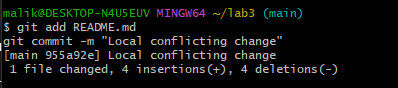 malik@DESKTOP-N4U5EUV MINGW64 ~/lab3 (main)
$ git add README.md
git commit -m "Local conflicting change"
[main 955a92e] Local conflicting change
 1 file changed, 4 insertions(+), 4 deletions(-)